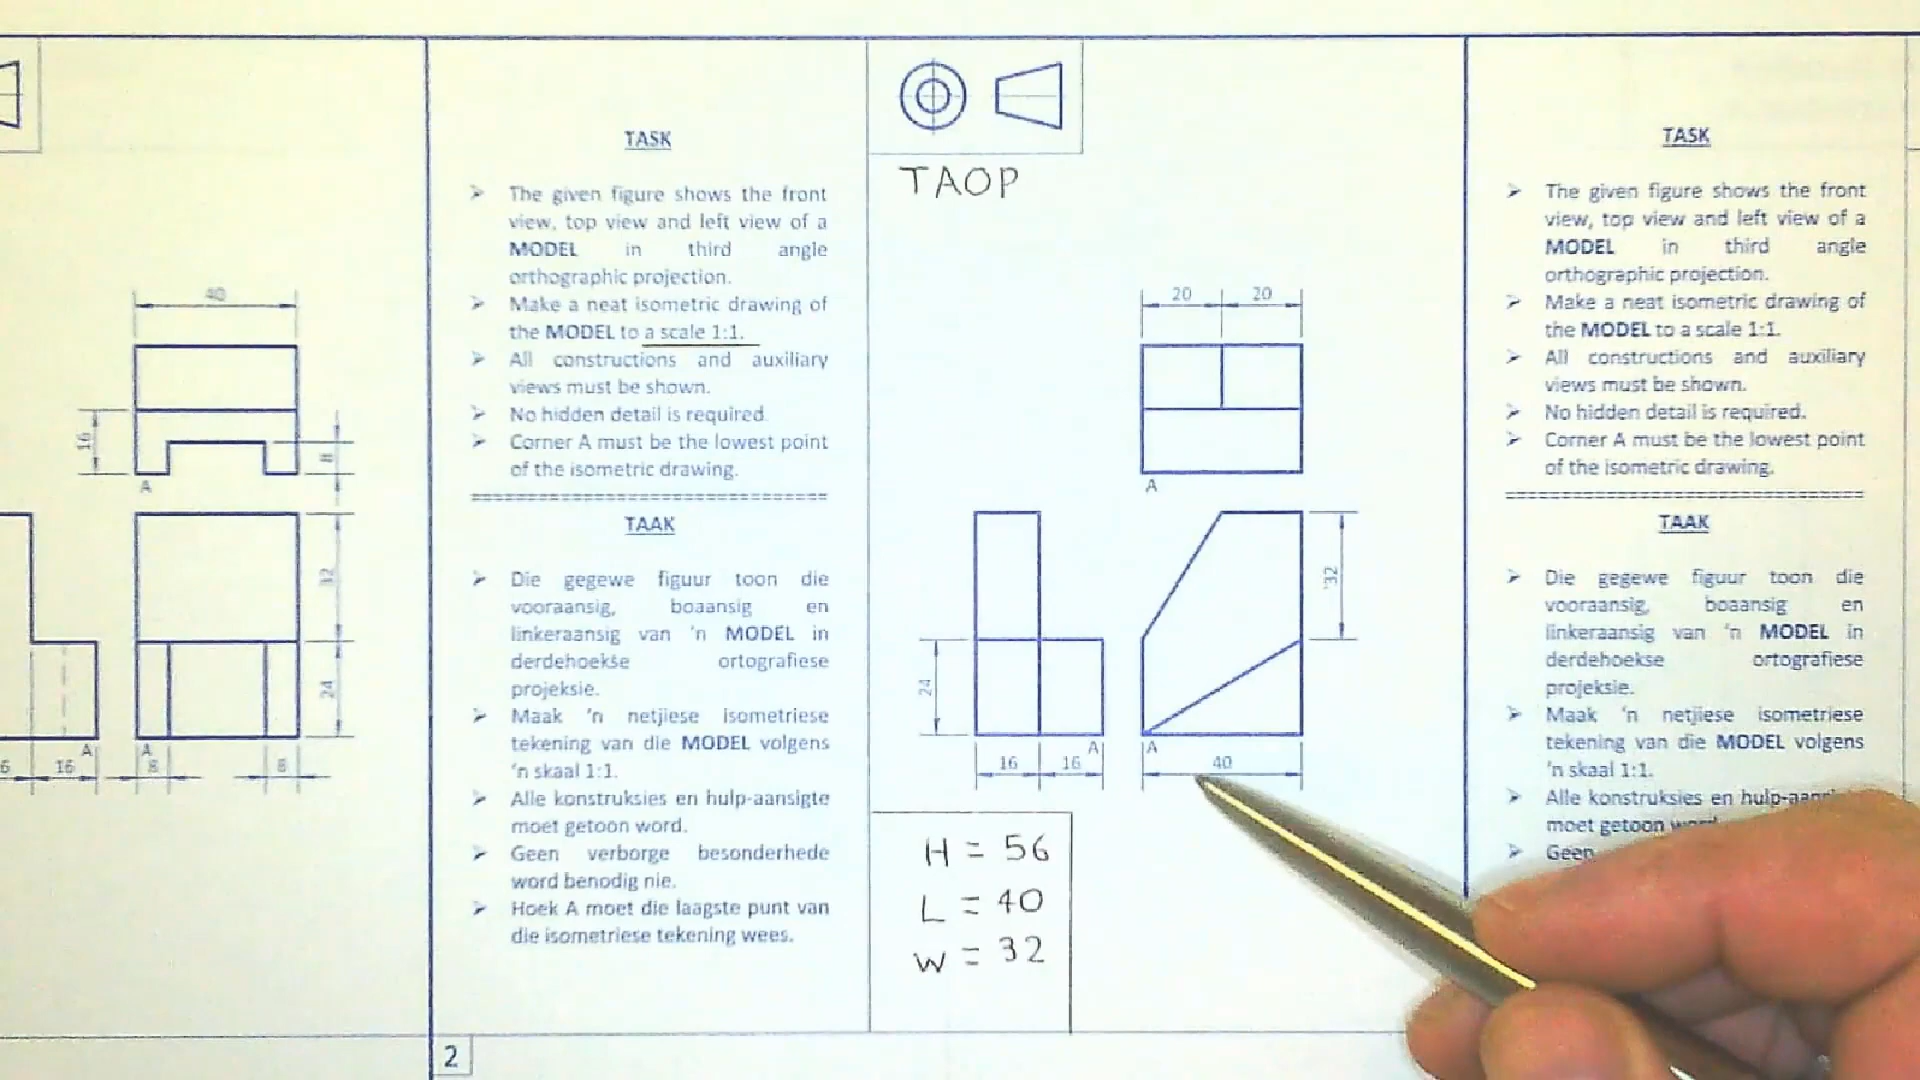 40
16
8
A
32
24
A
A
6
16
8
8
TASK
➢ The given figure shows the front
view, top view and left view of a
MODEL in third angle
orthographic projection.
➢ Make a neat isometric drawing of
the MODEL to a scale 1:1.
➢ All constructions and auxiliary
views must be shown.
➢ No hidden detail is required.
➢ Corner A must be the lowest point
of the isometric drawing.
==============================
TAAK
➢ Die gegewe figuur toon die
vooraansig, boaansig en
linkeraansig van 'n MODEL in
derdehoekse ortografiese
projeksie.
➢ Maak 'n netjiese isometriese
tekening van die MODEL volgens
'n skaal 1:1.
➢ Alle konstruksies en hulp-aansigte
moet getoon word.
➢ Geen verborge besonderhede
word benodig nie.
➢ Hoek A moet die laagste punt van
die isometriese tekening wees.
2
TAOP
20 20
A
32
24
A
A
16
16
40
H = 56
L = 40
W = 32
TASK
➢ The given figure shows the front
view, top view and left view of a
MODEL in third angle
orthographic projection.
➢ Make a neat isometric drawing of
the MODEL to a scale 1:1.
➢ All constructions and auxiliary
views must be shown.
➢ No hidden detail is required.
➢ Corner A must be the lowest point
of the isometric drawing.
==============================
TAAK
➢ Die gegewe figuur toon die
vooraansig, boaansig en
linkeraansig van 'n MODEL in
derdehoekse ortografiese
projeksie.
➢ Maak 'n netjiese isometriese
tekening van die MODEL volgens
'n skaal 1:1.
➢ Alle konstruksies en
moet getoon
➢ Geen